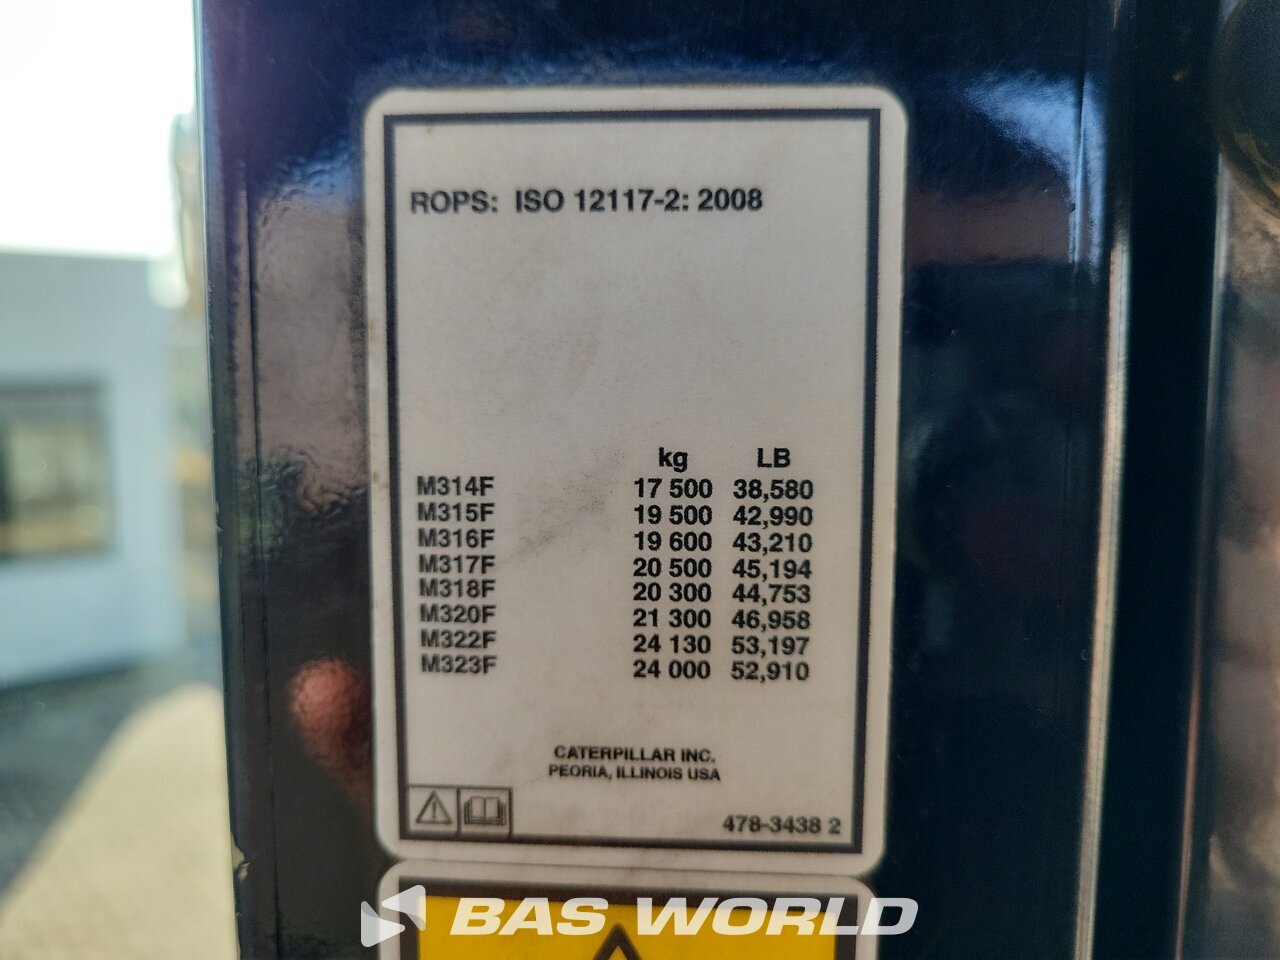 ROPS: ISO 12117-2: 2008
kg LB
M314F 17 500 38,580
M315F 19 500 42,990
M316F 19 600 43,210
M317F 20 500 45,194
M318F 20 300 44,753
M320F 21 300 46,958
M322F 24 130 53,197
M323F 24 000 52,910
CATERPILLAR INC.
PEORIA, ILLINOIS USA
478-3438 2
BAS WORLD